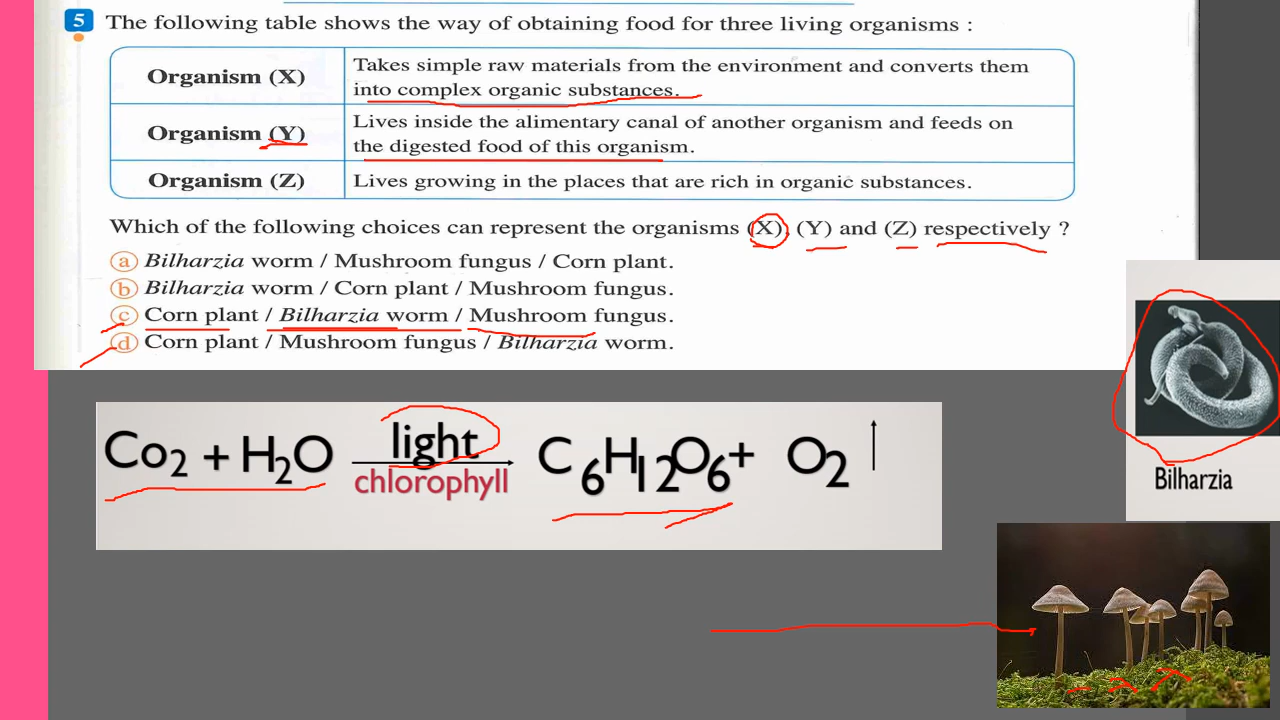 5 The following table shows the way of obtaining food for three living organisms :
Organism (X)
Takes simple raw materials from the environment and converts them
into complex organic substances.
Organism (Y)
Lives inside the alimentary canal of another organism and feeds on
the digested food of this organism.
Organism (Z)
Lives growing in the places that are rich in organic substances.
Which of the following choices can represent the organisms (X), (Y) and (Z) respectively ?
a Bilharzia worm / Mushroom fungus / Corn plant.
b Bilharzia worm / Corn plant / Mushroom fungus.
c Corn plant / Bilharzia worm / Mushroom fungus.
d Corn plant / Mushroom fungus / Bilharzia worm.
Co2 + H2O light chlorophyll C6H12O6+ O2
Bilharzia